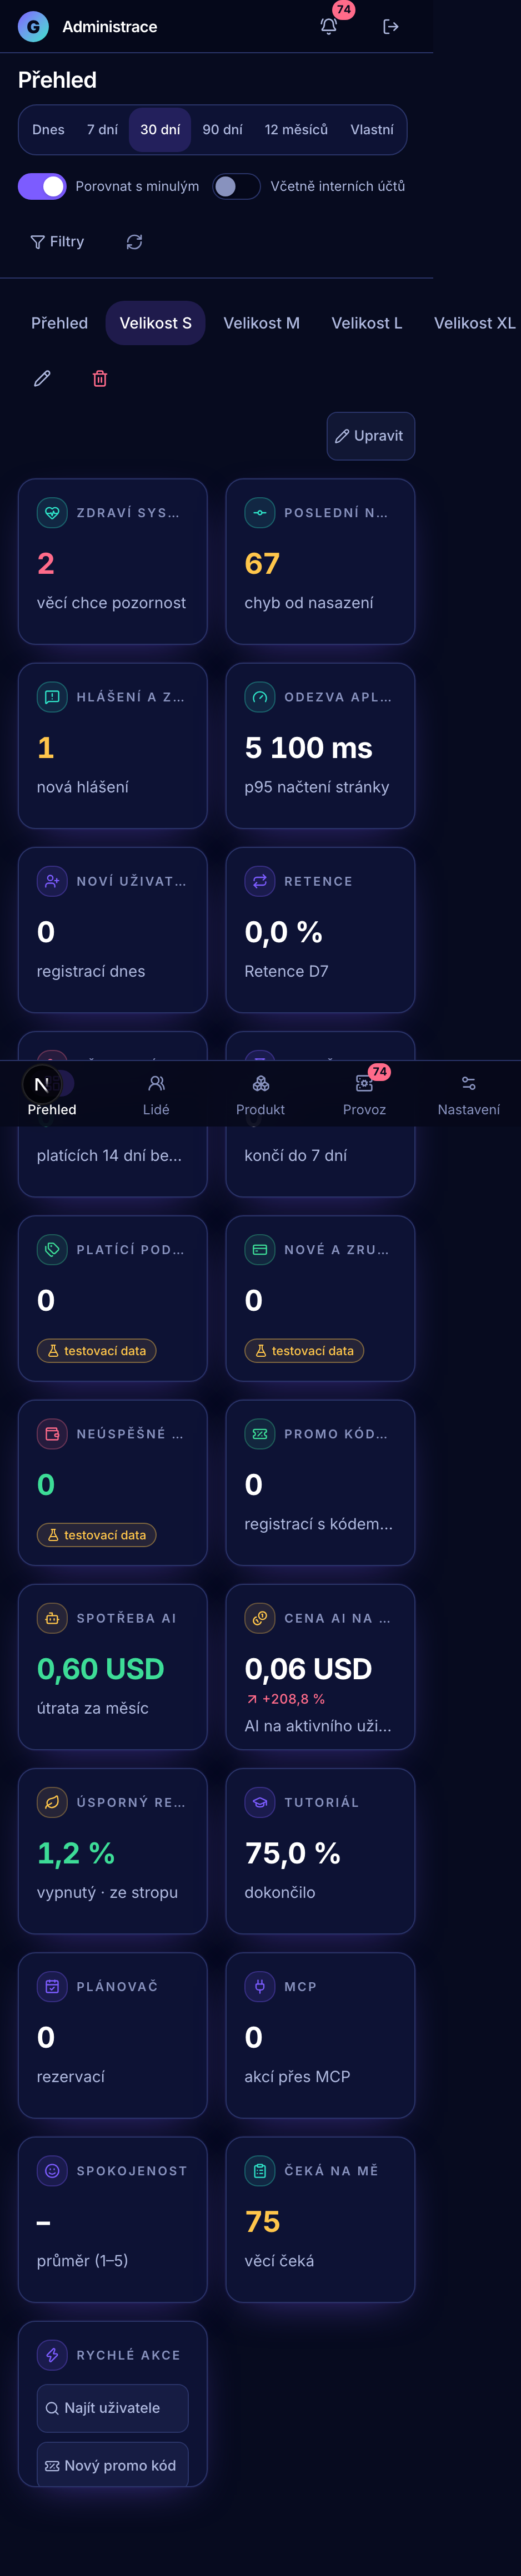 G Administrace 74
Přehled
Dnes 7 dní 30 dní 90 dní 12 měsíců Vlastní
Porovnat s minulým Včetně interních účtů
Filtry
Přehled Velikost S Velikost M Velikost L Velikost XL
Upravit
ZDRAVÍ SYS... POSLEDNÍ N...
2 67
věcí chce pozornost chyb od nasazení
HLÁŠENÍ A Z... ODEZVA APL...
1 5 100 ms
nová hlášení p95 načtení stránky
NOVÍ UŽIVAT... RETENCE
0 0,0 %
registrací dnes Retence D7
N 74
Přehled Lidé Produkt Provoz Nastavení
platících 14 dní be... končí do 7 dní
PLATÍCÍ POD... NOVÉ A ZRU...
0 0
testovací data testovací data
NEÚSPĚŠNÉ ... PROMO KÓD...
0 0
testovací data registrací s kódem...
SPOTŘEBA AI CENA AI NA ...
0,60 USD 0,06 USD
+208,8 %
útrata za měsíc AI na aktivního uži...
ÚSPORNÝ RE... TUTORIÁL
1,2 % 75,0 %
vypnutý · ze stropu dokončilo
PLÁNOVAČ MCP
0 0
rezervací akcí přes MCP
SPOKOJENOST ČEKÁ NA MĚ
– 75
průměr (1–5) věcí čeká
RYCHLÉ AKCE
Najít uživatele
Nový promo kód